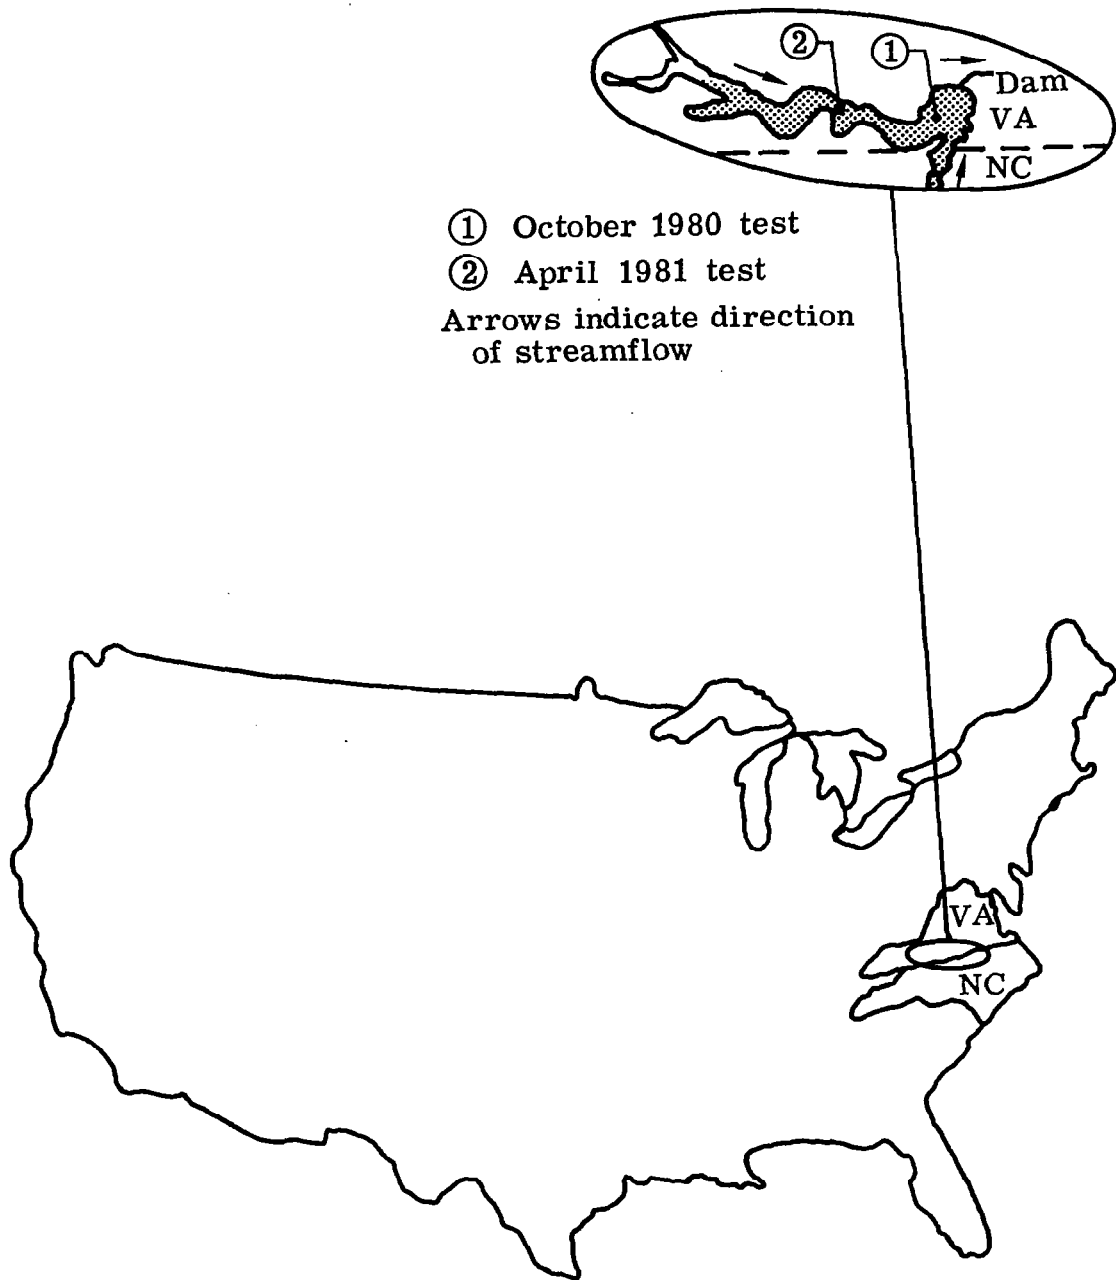 ② ①
Dam
VA
NC
① October 1980 test
② April 1981 test
Arrows indicate direction
of streamflow
VA
NC